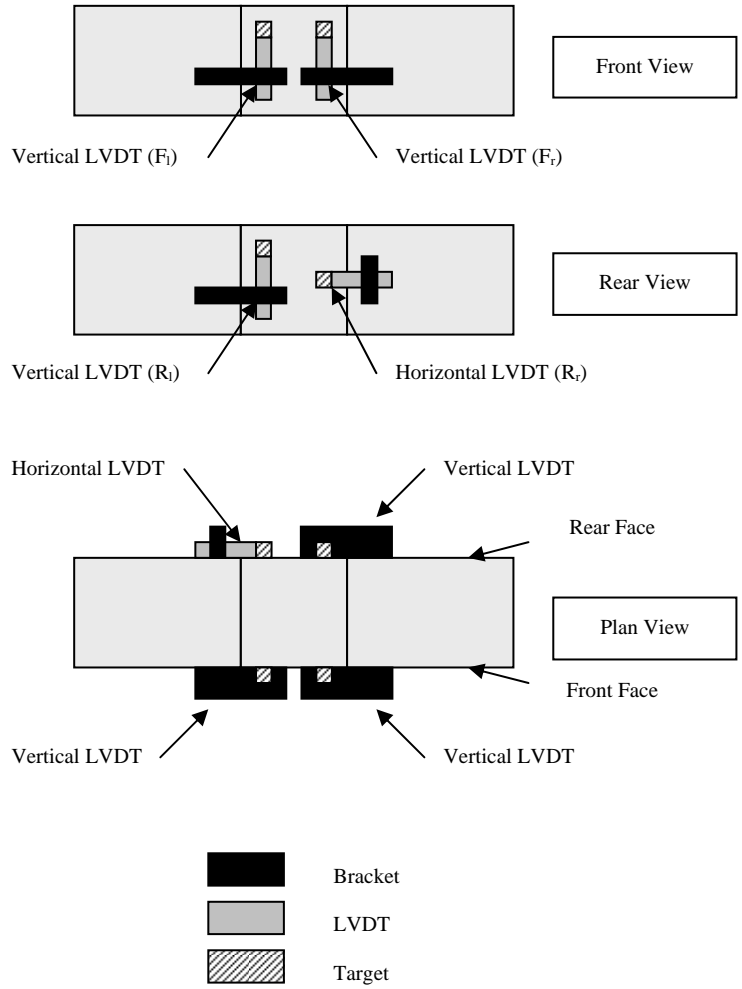 Front View
Vertical LVDT (Fₗ)
Vertical LVDT (Fᵣ)
Rear View
Vertical LVDT (Rₗ)
Horizontal LVDT (Rᵣ)
Horizontal LVDT
Vertical LVDT
Rear Face
Plan View
Front Face
Vertical LVDT
Vertical LVDT
Bracket
LVDT
Target